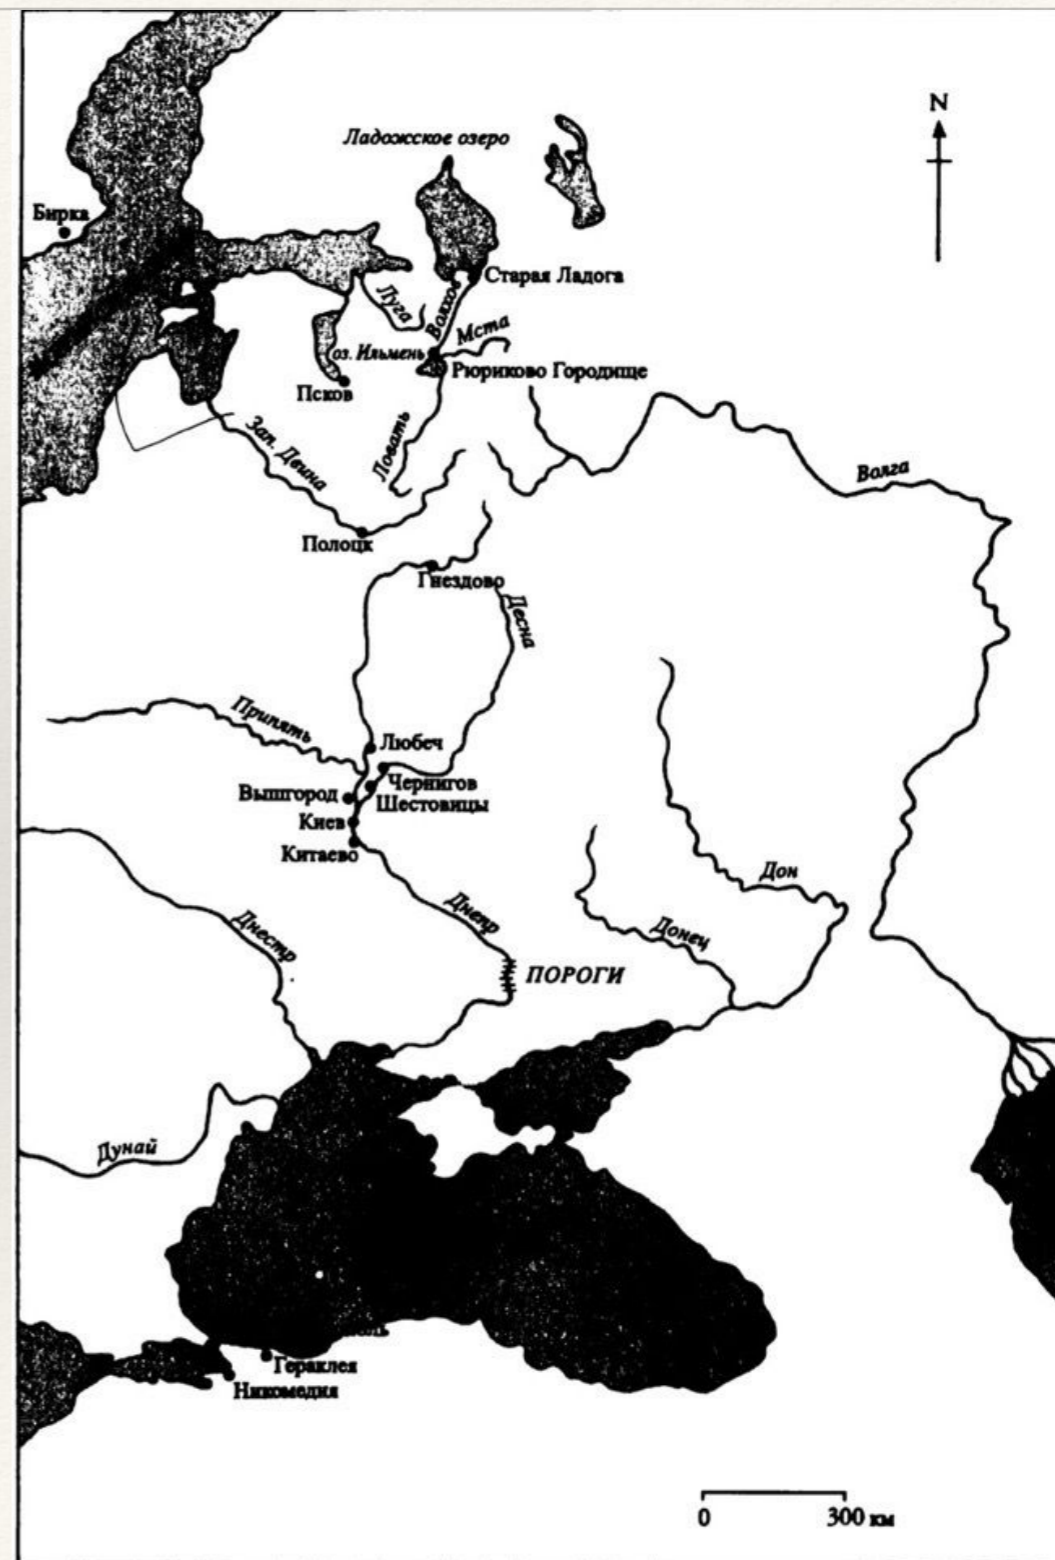 N
Ладожское озеро
Бирка
Старая Ладога
Луга
Волхов
Мста
оз. Ильмень
Рюриково Городище
Псков
Ловать
Зап. Двина
Волга
Полоцк
Гнездово
Десна
Припять
Любеч
Чернигов
Вышгород
Шестовицы
Киев
Китаево
Дон
Днепр
Днестр
Донец
ПОРОГИ
Дунай
Гераклея
Никомедия
0 300 км